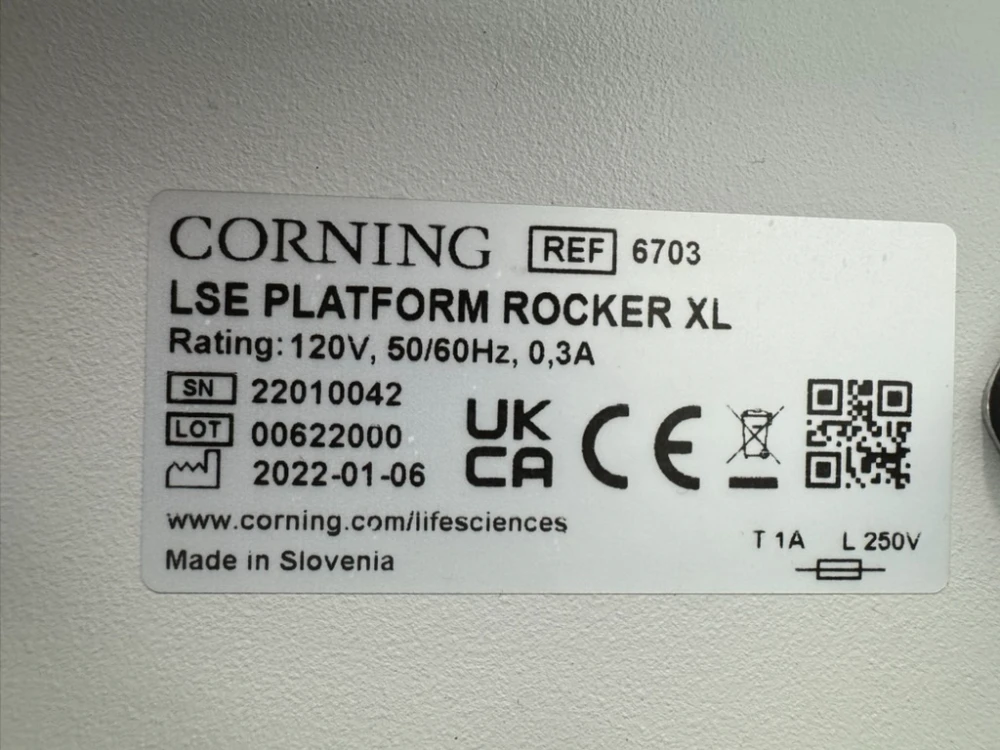 CORNING REF 6703
LSE PLATFORM ROCKER XL
Rating: 120V, 50/60Hz, 0,3A
SN 22010042
LOT 00622000
2022-01-06
UK
CA
CE
www.corning.com/lifesciences
Made in Slovenia
T 1A L 250V